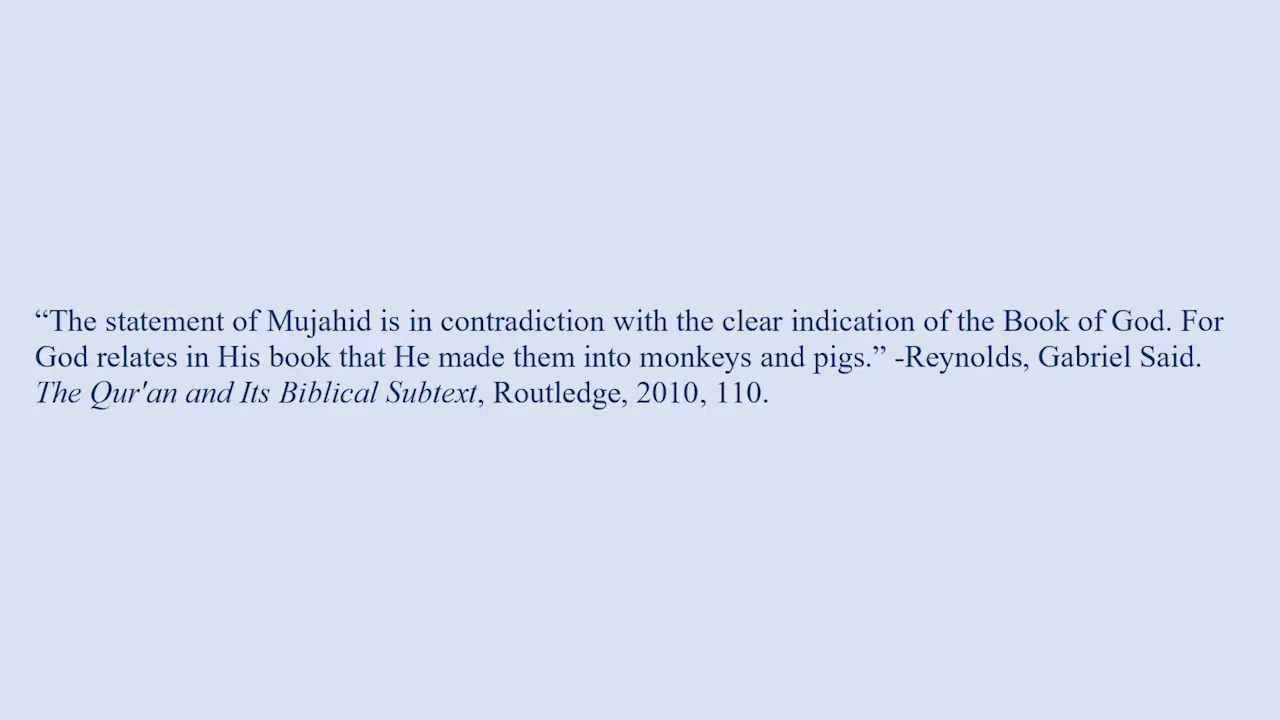 “The statement of Mujahid is in contradiction with the clear indication of the Book of God. For
God relates in His book that He made them into monkeys and pigs.” -Reynolds, Gabriel Said.
The Qur'an and Its Biblical Subtext, Routledge, 2010, 110.